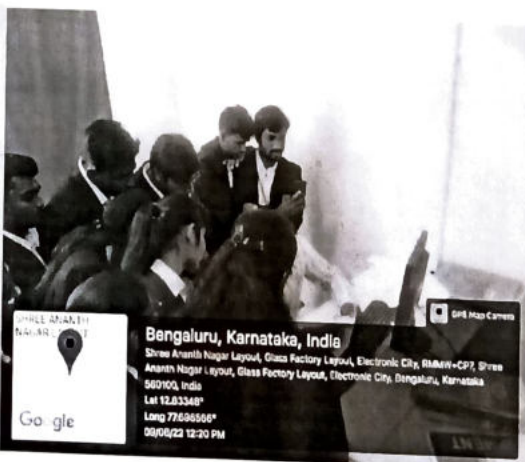 GPS Map Camera
SHREE ANANTH
NAGAR
Google
Bengaluru, Karnataka, India
Shree Ananth Nagar Layout, Glass Factory Layout, Electronic City, RMMW+CP7, Shree
Ananth Nagar Layout, Glass Factory Layout, Electronic City, Bengaluru, Karnataka
560100, India
Lat 12.83348°
Long 77.686566°
09/06/22 12:20 PM